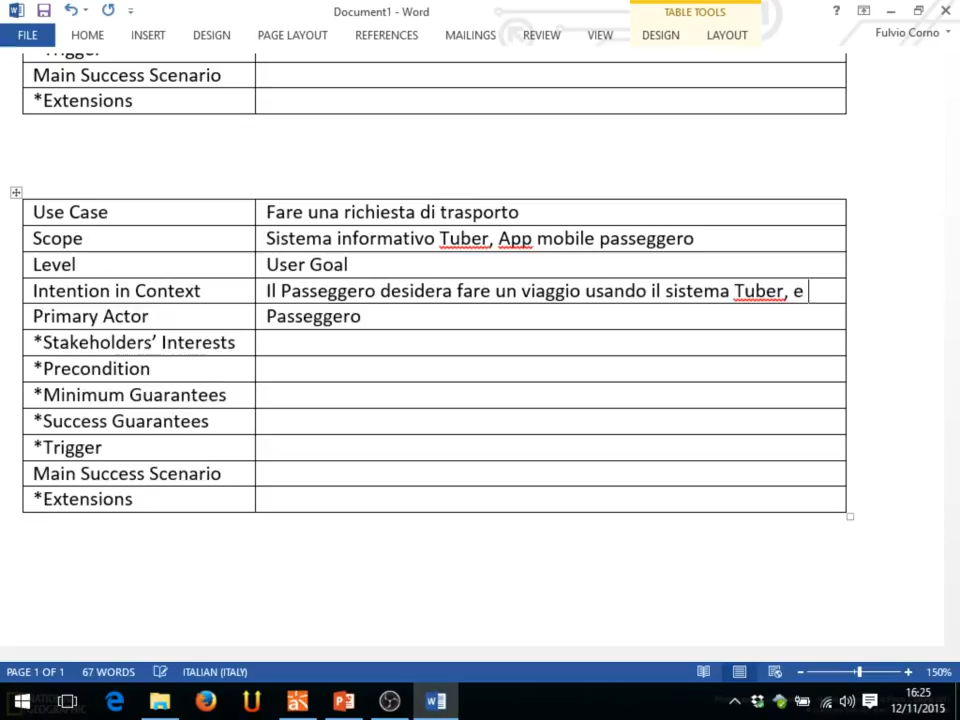 Document1 - Word
TABLE TOOLS
?
FILE
HOME
INSERT
DESIGN
PAGE LAYOUT
REFERENCES
MAILINGS
REVIEW
VIEW
DESIGN
LAYOUT
Fulvio Corno
Trigger
Main Success Scenario
*Extensions
Use Case Fare una richiesta di trasporto
Scope Sistema informativo Tuber, App mobile passeggero
Level User Goal
Intention in Context Il Passeggero desidera fare un viaggio usando il sistema Tuber, e
Primary Actor Passeggero
*Stakeholders’ Interests
*Precondition
*Minimum Guarantees
*Success Guarantees
*Trigger
Main Success Scenario
*Extensions
PAGE 1 OF 1 67 WORDS ITALIAN (ITALY) 150%
16:25
12/11/2015